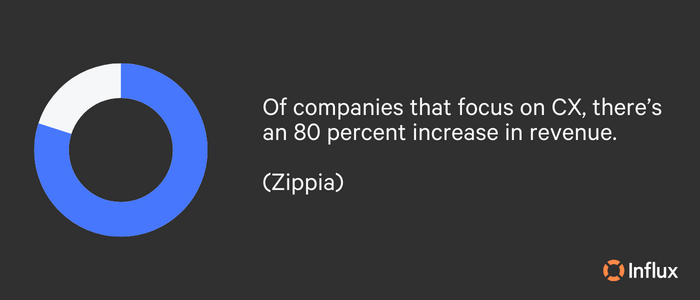 Of companies that focus on CX, there’s
an 80 percent increase in revenue.
(Zippia)
Influx